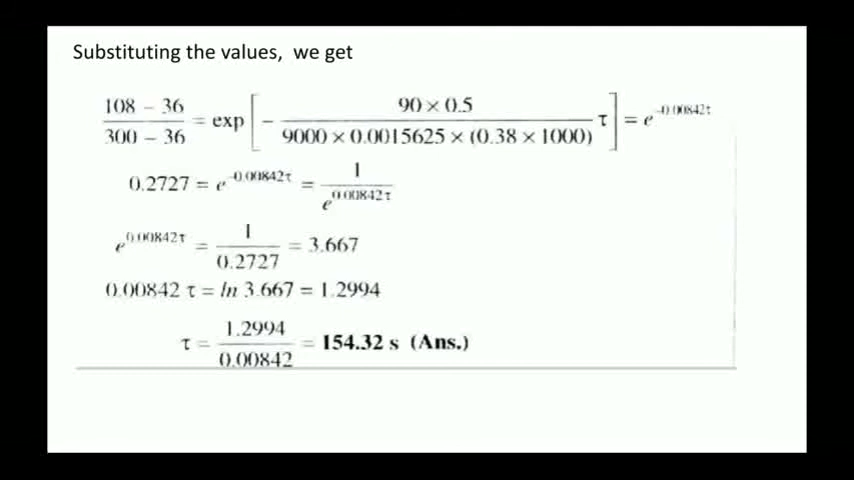 Substituting the values, we get
(108 − 36)/(300 − 36) = exp [ − (90 × 0.5)/(9000 × 0.0015625 × (0.38 × 1000)) τ ] = e^{−0.00842τ}
0.2727 = e^{−0.00842τ} = 1/e^{0.00842τ}
e^{0.00842τ} = 1/0.2727 = 3.667
0.00842 τ = ln 3.667 = 1.2994
τ = 1.2994/0.00842 = 154.32 s (Ans.)